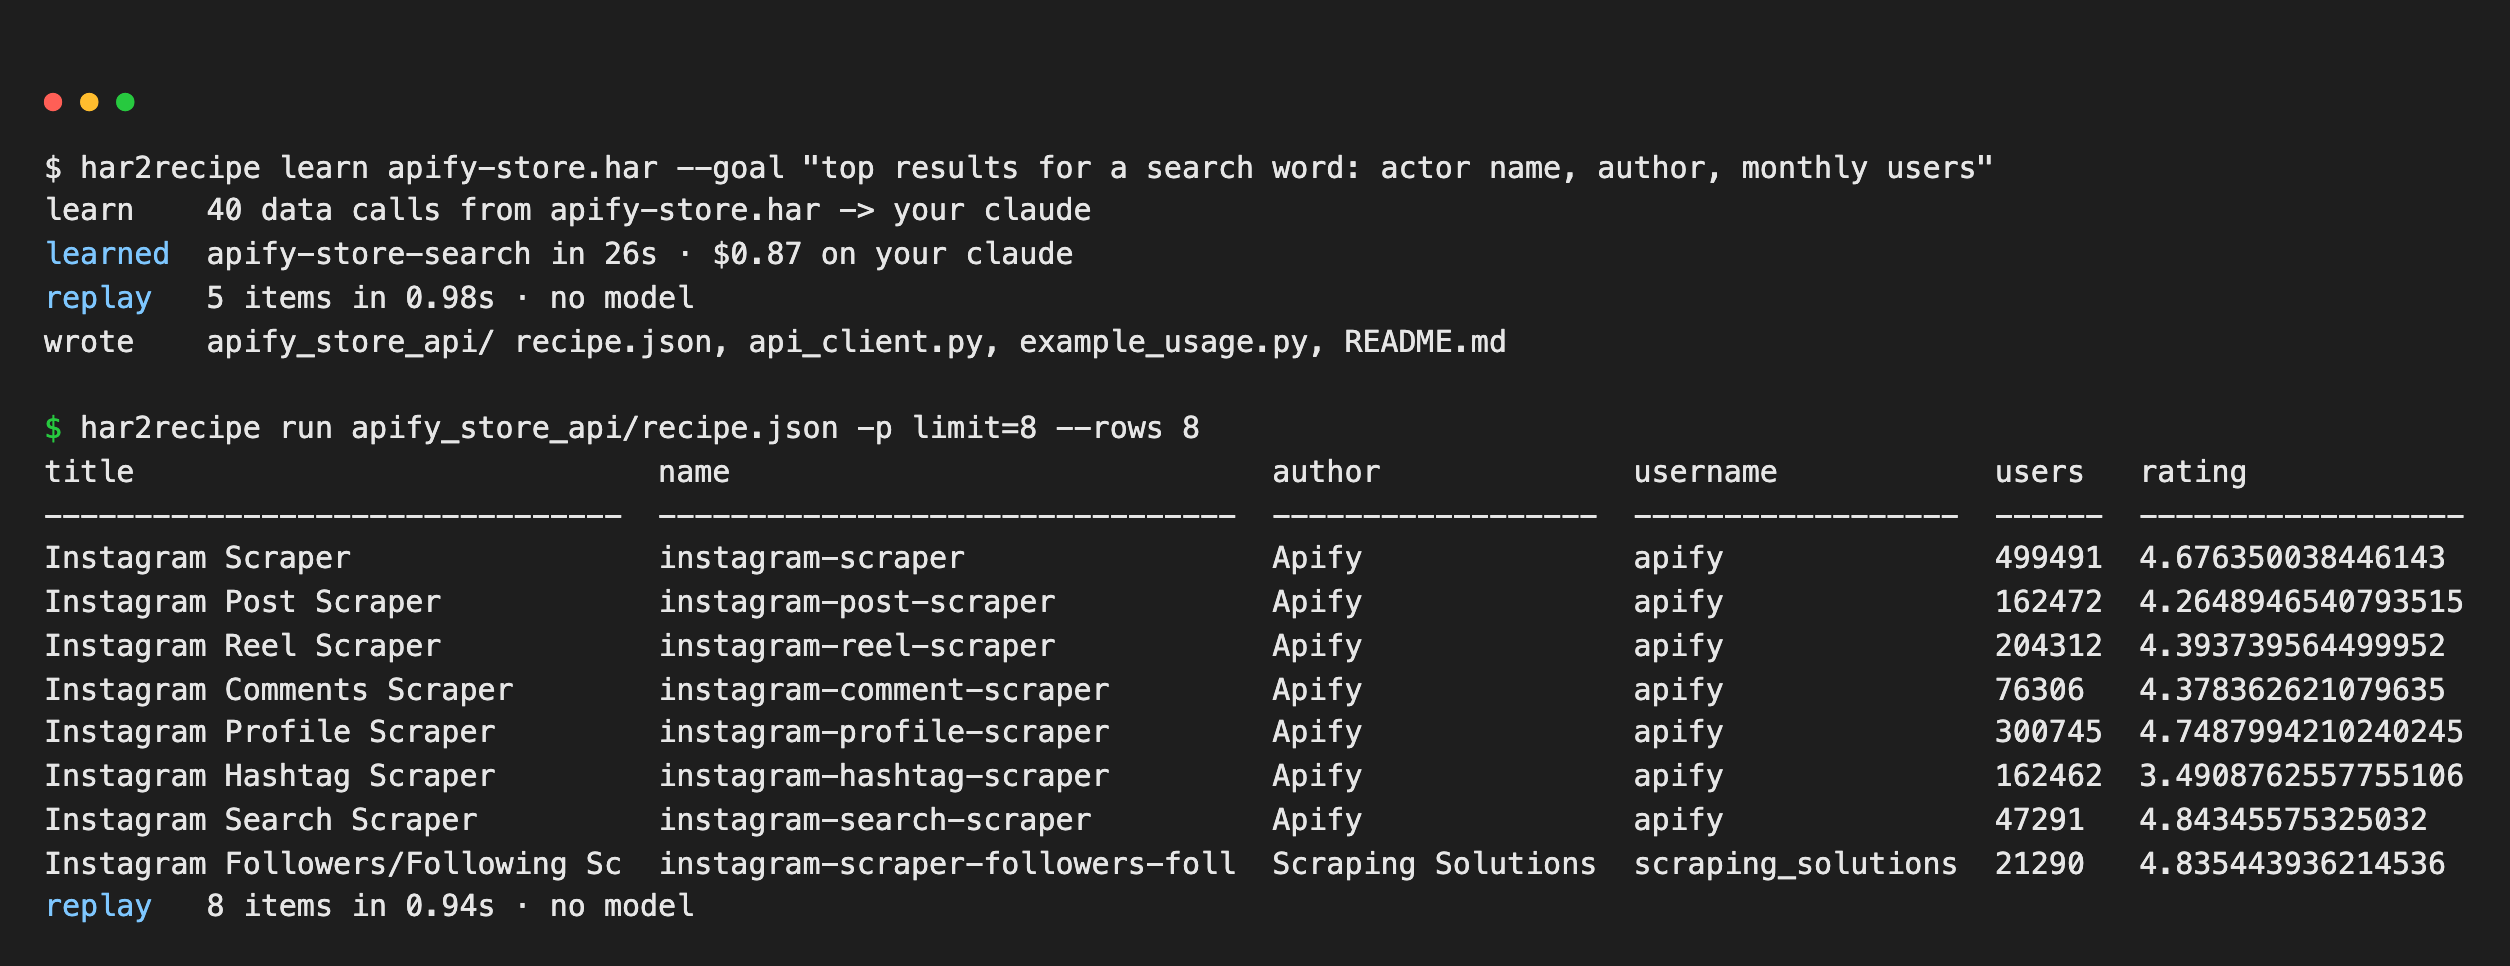 $ har2recipe learn apify-store.har --goal "top results for a search word: actor name, author, monthly users"
learn    40 data calls from apify-store.har -> your claude
learned  apify-store-search in 26s · $0.87 on your claude
replay   5 items in 0.98s · no model
wrote    apify_store_api/ recipe.json, api_client.py, example_usage.py, README.md

$ har2recipe run apify_store_api/recipe.json -p limit=8 --rows 8
title                             name                              author              username            users   rating
--------------------------------  --------------------------------  ------------------  ------------------  ------  ------------------
Instagram Scraper                 instagram-scraper                 Apify               apify               499491  4.676350038446143
Instagram Post Scraper            instagram-post-scraper            Apify               apify               162472  4.2648946540793515
Instagram Reel Scraper            instagram-reel-scraper            Apify               apify               204312  4.393739564499952
Instagram Comments Scraper        instagram-comment-scraper         Apify               apify               76306   4.378362621079635
Instagram Profile Scraper         instagram-profile-scraper         Apify               apify               300745  4.7487994210240245
Instagram Hashtag Scraper         instagram-hashtag-scraper         Apify               apify               162462  3.4908762557755106
Instagram Search Scraper          instagram-search-scraper          Apify               apify               47291   4.84345575325032
Instagram Followers/Following Sc  instagram-scraper-followers-foll  Scraping Solutions  scraping_solutions  21290   4.835443936214536
replay   8 items in 0.94s · no model